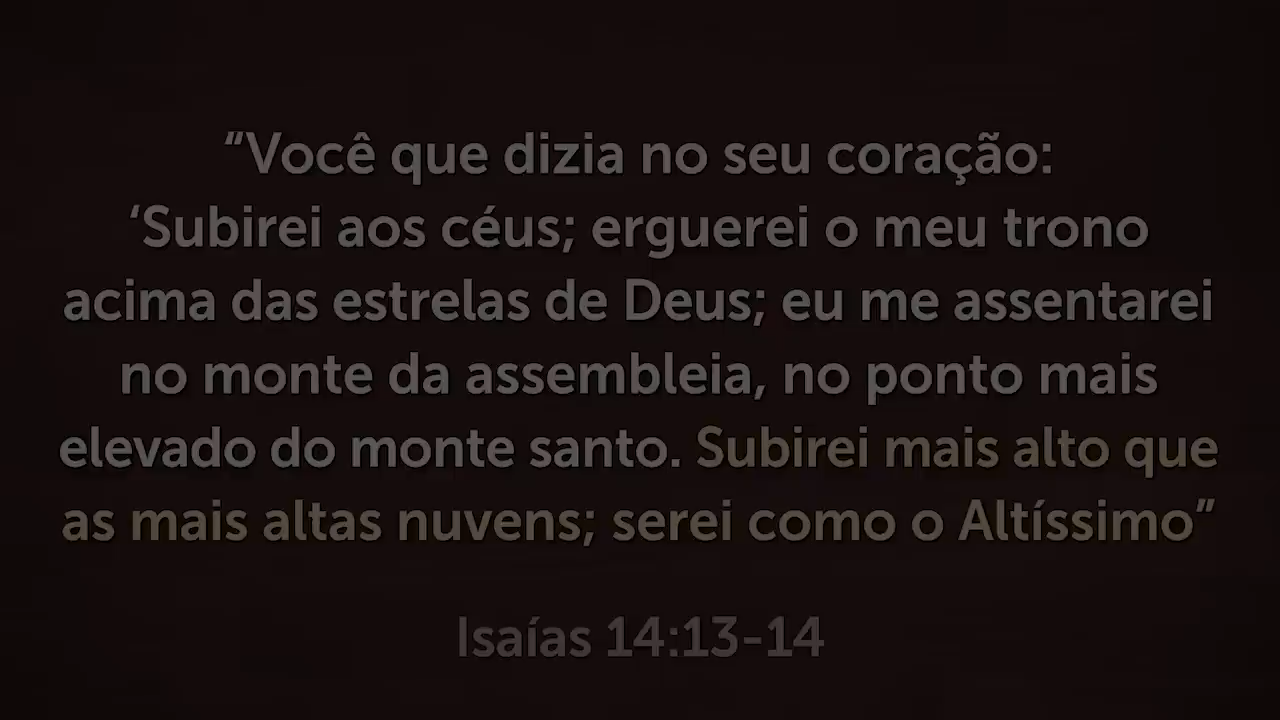 “Você que dizia no seu coração:
‘Subirei aos céus; erguerei o meu trono
acima das estrelas de Deus; eu me assentarei
no monte da assembleia, no ponto mais
elevado do monte santo. Subirei mais alto que
as mais altas nuvens; serei como o Altíssimo”
Isaías 14:13-14